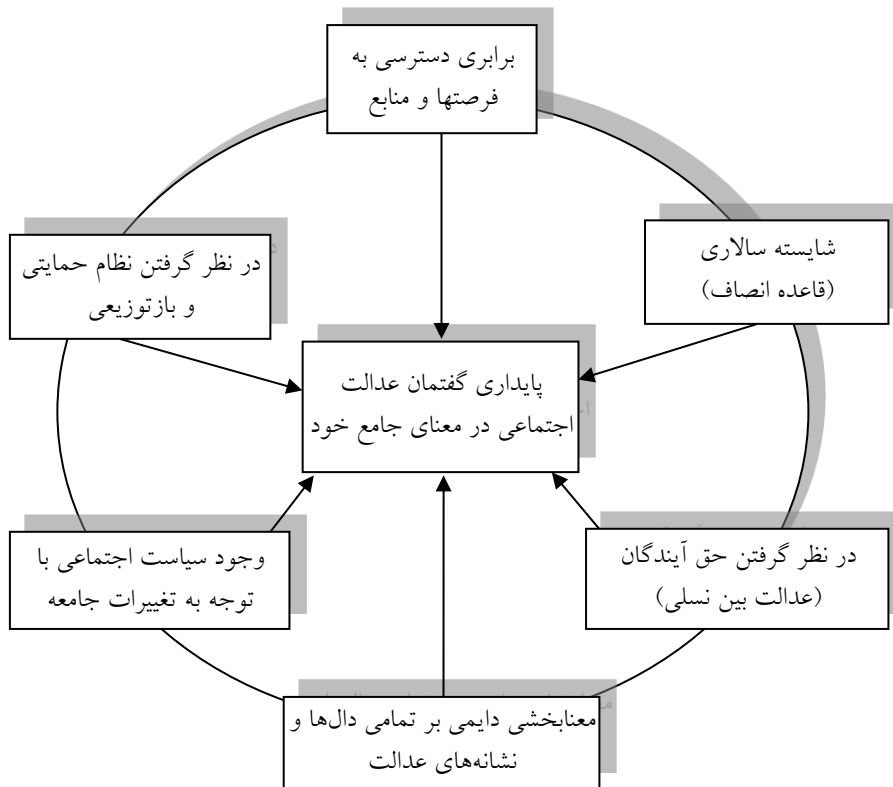 برابری دسترسی به
فرصتها و منابع
شایسته سالاری
(قاعده انصاف)
در نظر گرفتن نظام حمایتی
و بازتوزیعی
پایداری گفتمان عدالت
اجتماعی در معنای جامع خود
در نظر گرفتن حق آیندگان
(عدالت بین نسلی)
وجود سیاست اجتماعی با
توجه به تغییرات جامعه
معنابخشی دایمی بر تمامی دال‌ها و
نشانه‌های عدالت